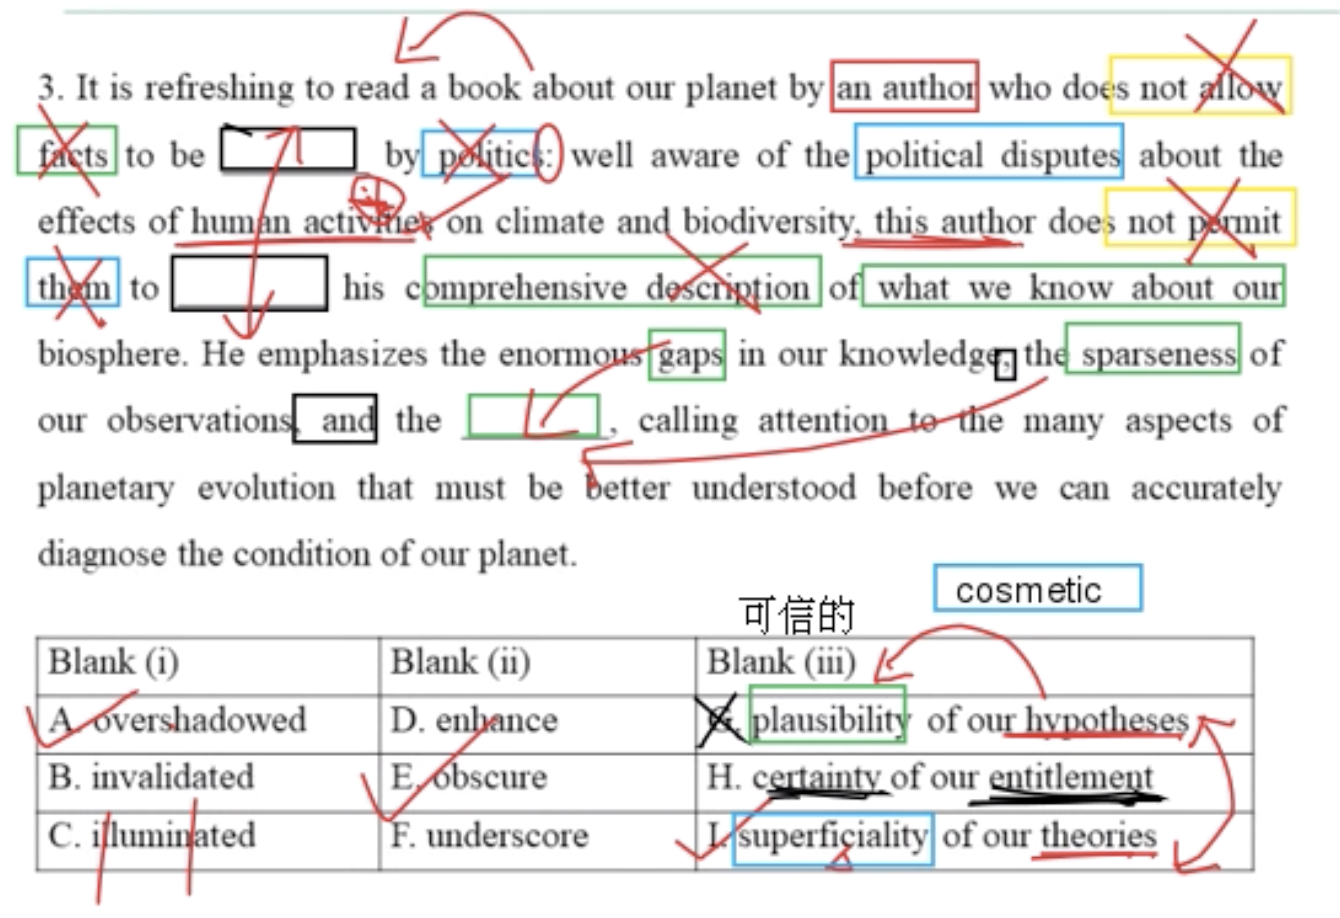 3. It is refreshing to read a book about our planet by an author who does not allow
facts to be by politics: well aware of the political disputes about the
effects of human activities on climate and biodiversity, this author does not permit
them to his comprehensive description of what we know about our
biosphere. He emphasizes the enormous gaps in our knowledge, the sparseness of
our observations, and the ________, calling attention to the many aspects of
planetary evolution that must be better understood before we can accurately
diagnose the condition of our planet.
cosmetic
可信的
Blank (i) Blank (ii) Blank (iii)
A. overshadowed D. enhance G. plausibility of our hypotheses
B. invalidated E. obscure H. certainty of our entitlement
C. illuminated F. underscore I. superficiality of our theories